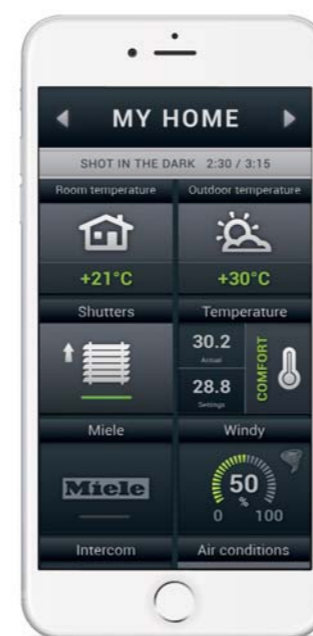 MY HOME
SHOT IN THE DARK 2:30 / 3:15
Room temperature Outdoor temperature
+21°C +30°C
Shutters Temperature
30.2
Actual
28.8
Settings
COMFORT
Miele Windy
Miele
50
%
0 100
Intercom Air conditions